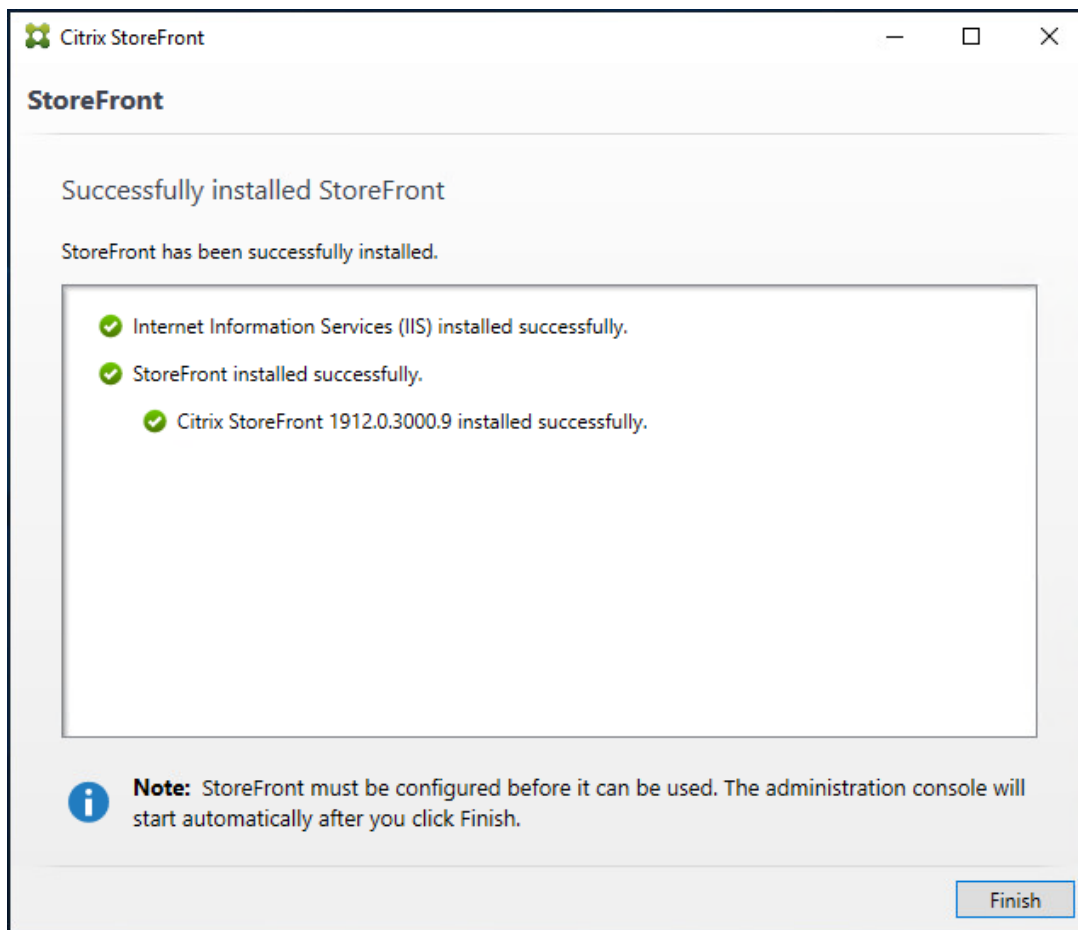 Citrix StoreFront
StoreFront
Successfully installed StoreFront
StoreFront has been successfully installed.
Internet Information Services (IIS) installed successfully.
StoreFront installed successfully.
Citrix StoreFront 1912.0.3000.9 installed successfully.
Note: StoreFront must be configured before it can be used. The administration console will
start automatically after you click Finish.
Finish